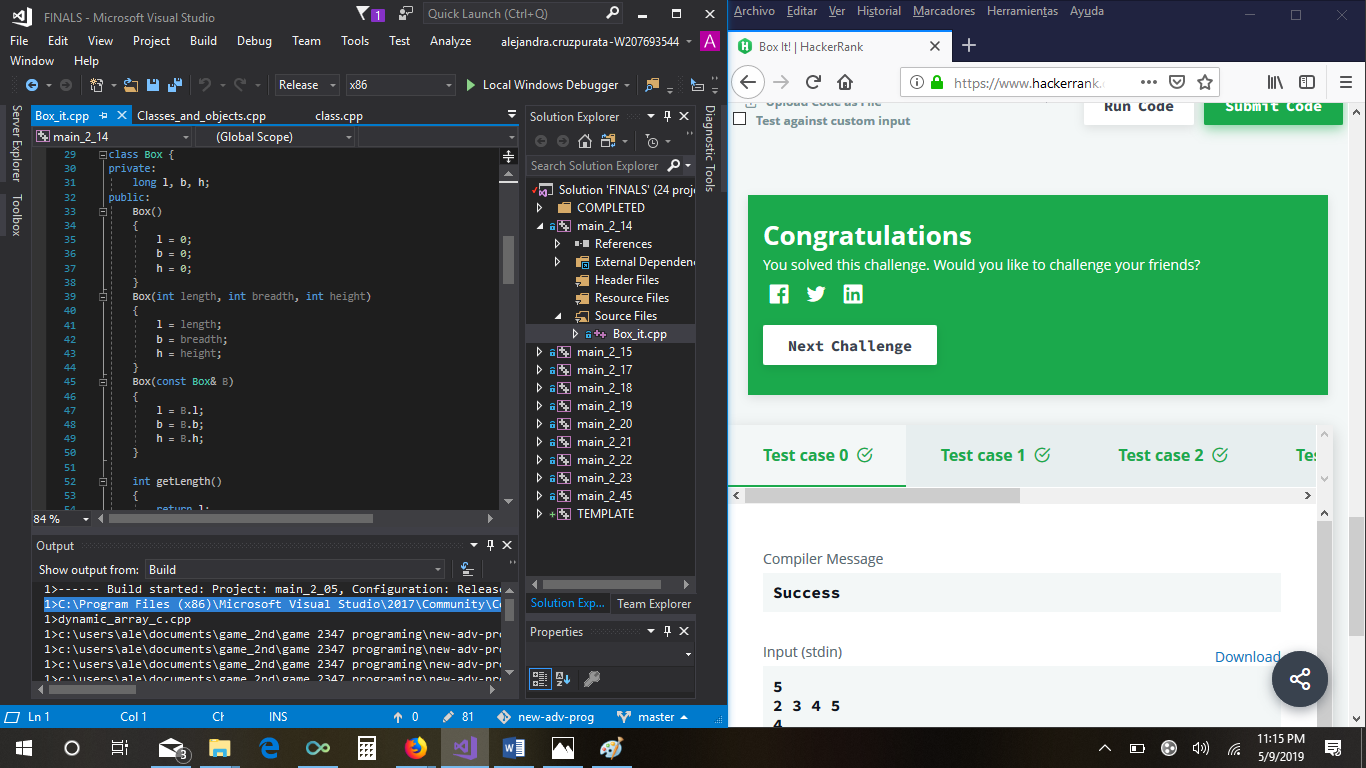 FINALS - Microsoft Visual Studio
1
Quick Launch (Ctrl+Q)
File Edit View Project Build Debug Team Tools Test Analyze
alejandra.cruzpurata-W207693544
A
Window Help
Release
x86
Local Windows Debugger
Server Explorer
Toolbox
Box_it.cpp
Classes_and_objects.cpp
class.cpp
main_2_14
(Global Scope)
29 class Box {
30 private:
31 long l, b, h;
32 public:
33 Box()
34 {
35 l = 0;
36 b = 0;
37 h = 0;
38 }
39 Box(int length, int breadth, int height)
40 {
41 l = length;
42 b = breadth;
43 h = height;
44 }
45 Box(const Box& B)
46 {
47 l = B.l;
48 b = B.b;
49 h = B.h;
50 }
51
52 int getLength()
53 {
54 return l;
84 %
Output
Show output from: Build
1>------ Build started: Project: main_2_05, Configuration: Release
1>C:\Program Files (x86)\Microsoft Visual Studio\2017\Community\Co
1>dynamic_array_c.cpp
1>c:\users\ale\documents\game_2nd\game 2347 programing\new-adv-pro
1>c:\users\ale\documents\game_2nd\game 2347 programing\new-adv-pro
1>c:\users\ale\documents\game_2nd\game 2347 programing\new-adv-pro
1>c:\users\ale\documents\game_2nd\game 2347 programing\new-adv-pro
Solution Explorer
Search Solution Explorer
Solution 'FINALS' (24 proje
COMPLETED
main_2_14
References
External Dependen
Header Files
Resource Files
Source Files
Box_it.cpp
main_2_15
main_2_17
main_2_18
main_2_19
main_2_20
main_2_21
main_2_22
main_2_23
main_2_45
TEMPLATE
Solution Exp...
Team Explorer
Properties
Diagnostic Tools
Ln 1 Col 1 Ch INS 0 81 new-adv-prog master
Archivo Editar Ver Historial Marcadores Herramientas Ayuda
Box It! | HackerRank
https://www.hackerrank.
Upload Code as File
Run Code
Submit Code
Test against custom input
Congratulations
You solved this challenge. Would you like to challenge your friends?
Next Challenge
Test case 0
Test case 1
Test case 2
Te
Compiler Message
Success
Input (stdin)
Download
5
2 3 4 5
4
3
11:15 PM
5/9/2019